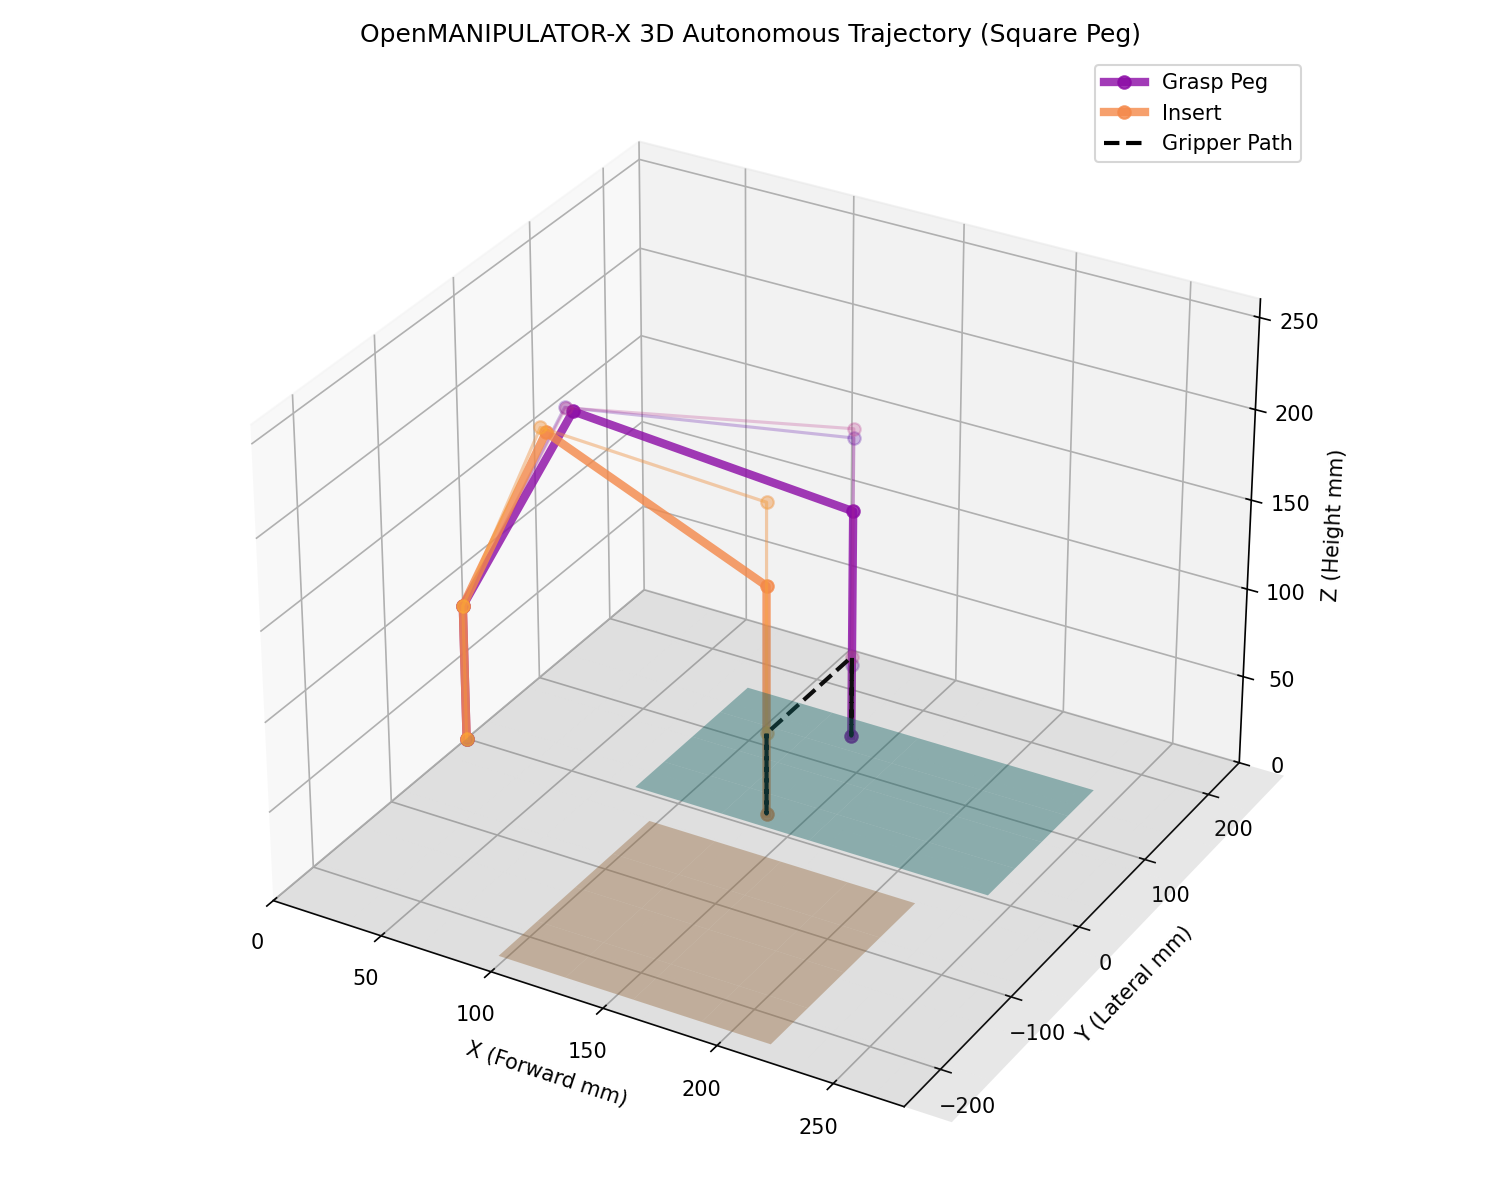 OpenMANIPULATOR-X 3D Autonomous Trajectory (Square Peg)
Grasp Peg
Insert
Gripper Path
250
200
150
100
50
0
Z (Height mm)
200
100
0
−100
−200
Y (Lateral mm)
0
50
100
150
200
250
X (Forward mm)